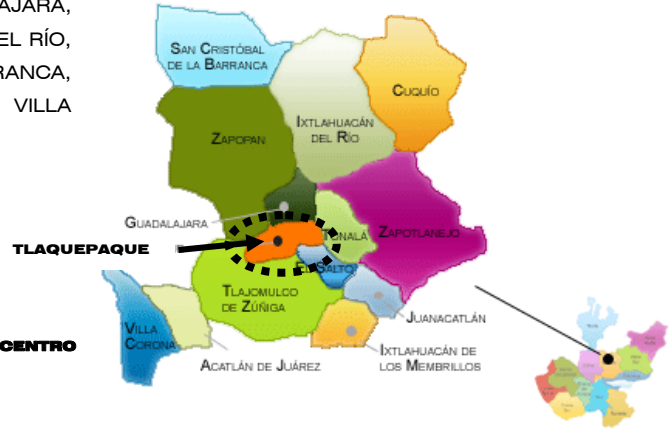 AJARA,
EL RÍO,
RANCA,
VILLA
SAN CRISTÓBAL
DE LA BARRANCA
CUQUÍO
IXTLAHUACÁN
DEL RÍO
ZAPOPAN
GUADALAJARA
TONALÁ
ZAPOTLANEJO
TLAQUEPAQUE
EL SALTO
TLAJOMULCO
DE ZÚÑIGA
JUANACATLÁN
VILLA
CORONA
CENTRO
ACATLÁN DE JUÁREZ
IXTLAHUACÁN DE
LOS MEMBRILLOS